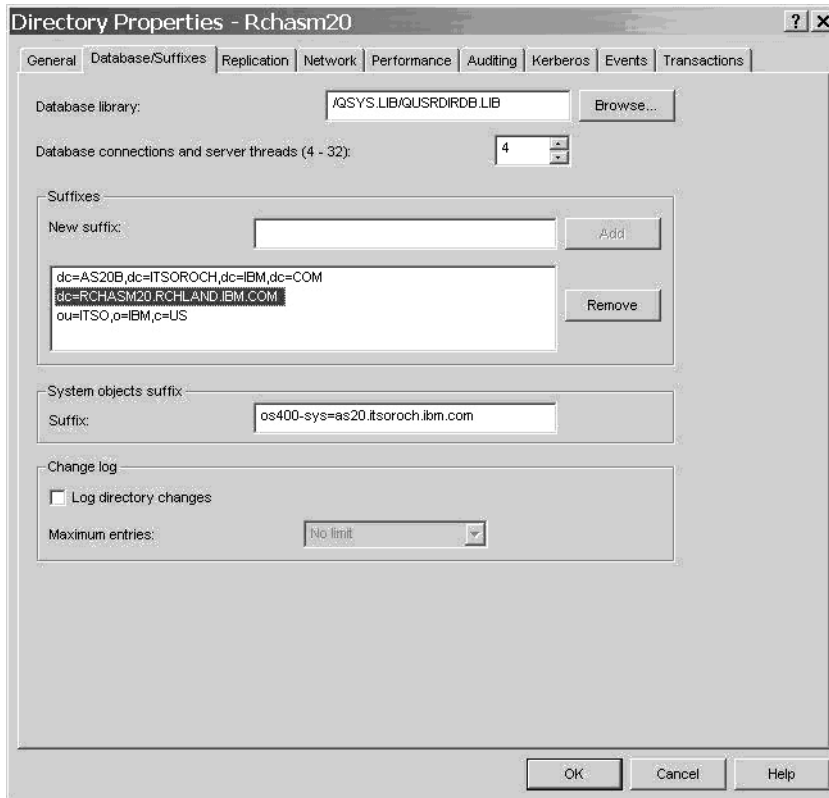 Directory Properties - Rchasm20
General Database/Suffixes Replication Network Performance Auditing Kerberos Events Transactions
Database library: /QSYS.LIB/QUSRDIRDB.LIB Browse...
Database connections and server threads (4 - 32): 4
Suffixes
New suffix: Add
dc=AS20B,dc=ITSOROCH,dc=IBM,dc=COM
dc=RCHASM20.RCHLAND.IBM.COM
ou=ITSO,o=IBM,c=US
Remove
System objects suffix
Suffix: os400-sys=as20.itsoroch.ibm.com
Change log
Log directory changes
Maximum entries: No limit
OK Cancel Help